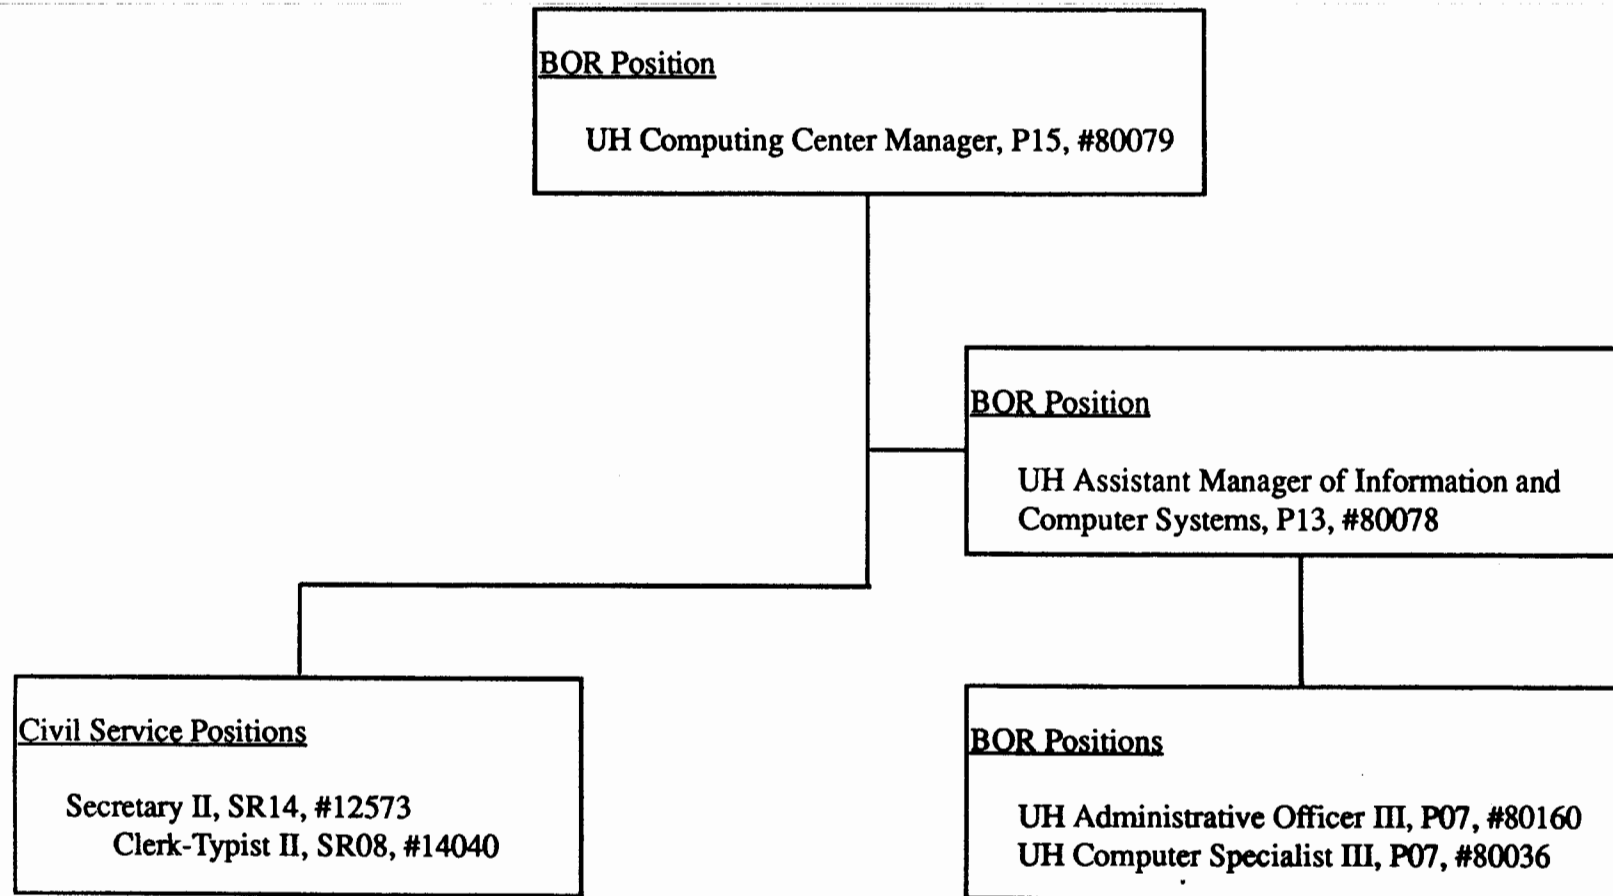 BOR Position
UH Computing Center Manager, P15, #80079
BOR Position
UH Assistant Manager of Information and
Computer Systems, P13, #80078
Civil Service Positions
Secretary II, SR14, #12573
Clerk-Typist II, SR08, #14040
BOR Positions
UH Administrative Officer III, P07, #80160
UH Computer Specialist III, P07, #80036